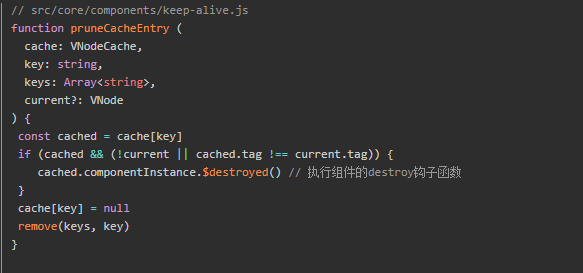 // src/core/components/keep-alive.js
function pruneCacheEntry (
  cache: VNodeCache,
  key: string,
  keys: Array<string>,
  current?: VNode
) {
 const cached = cache[key]
 if (cached && (!current || cached.tag !== current.tag)) {
    cached.componentInstance.$destroyed() // 执行组件的destroy钩子函数
 }
 cache[key] = null
 remove(keys, key)
}